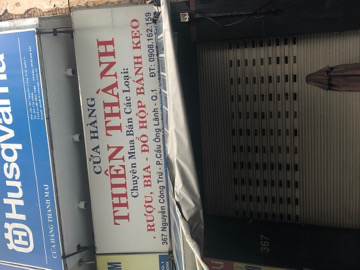 Husqvarna
CỬA HÀNG THANH MAI
CỬA HÀNG
THIÊN THÀNH
Chuyên Mua Bán Các Loại:
- RƯỢU, BIA - ĐỒ HỘP BÁNH KẸO
367 Nguyễn Công Trứ - P.Cầu Ông Lãnh - Q.1 ĐT: 0908.162.159
367